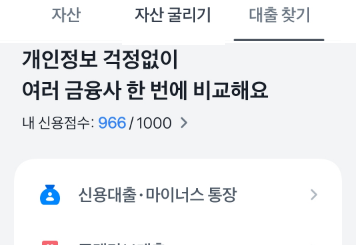 자산 자산 굴리기 대출 찾기
개인정보 걱정없이
여러 금융사 한 번에 비교해요
내 신용점수: 966 / 1000 >
신용대출·마이너스 통장 >